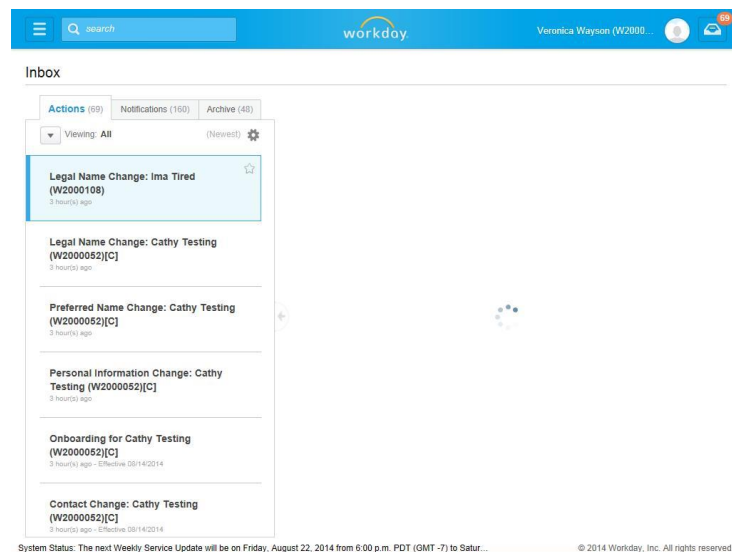 search
workday.
Veronica Wayson (W2000...
69
Inbox
Actions (69)
Notifications (160)
Archive (48)
Viewing: All
(Newest)
Legal Name Change: Ima Tired
(W2000108)
3 hour(s) ago
Legal Name Change: Cathy Testing
(W2000052)[C]
3 hour(s) ago
Preferred Name Change: Cathy Testing
(W2000052)[C]
3 hour(s) ago
Personal Information Change: Cathy
Testing (W2000052)[C]
3 hour(s) ago
Onboarding for Cathy Testing
(W2000052)[C]
3 hour(s) ago - Effective 08/14/2014
Contact Change: Cathy Testing
(W2000052)[C]
3 hour(s) ago - Effective 08/14/2014
System Status: The next Weekly Service Update will be on Friday, August 22, 2014 from 6:00 p.m. PDT (GMT -7) to Satur...
© 2014 Workday, Inc. All rights reserved